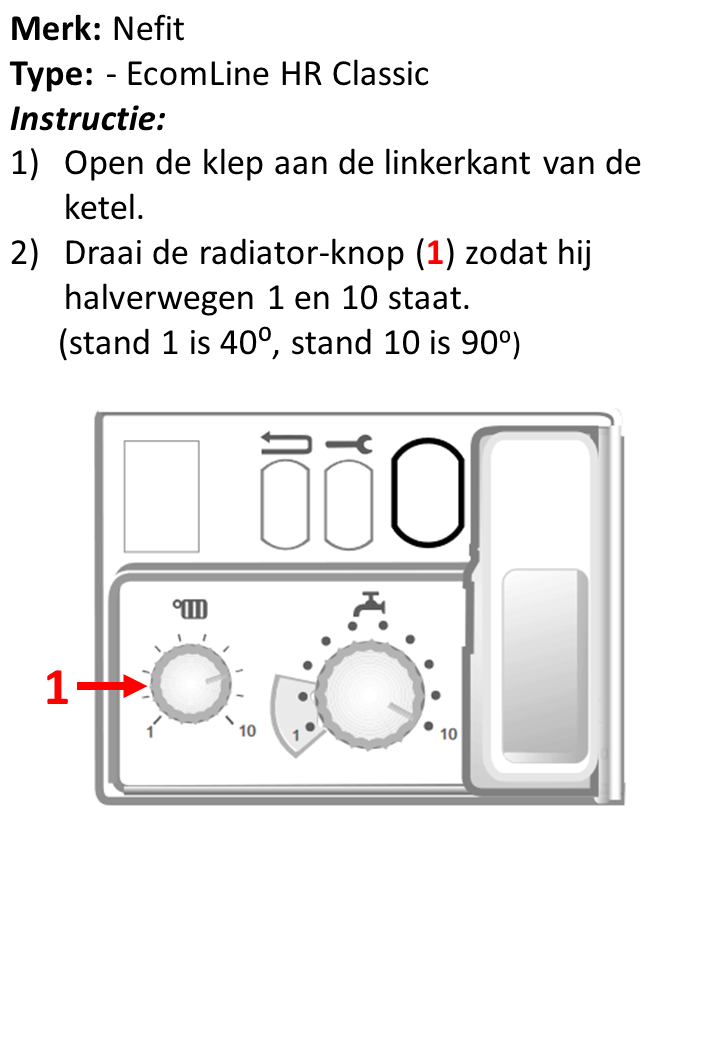 Merk: Nefit
Type: - EcomLine HR Classic
Instructie:
1) Open de klep aan de linkerkant van de
ketel.
2) Draai de radiator-knop (1) zodat hij
halverwegen 1 en 10 staat.
(stand 1 is 40⁰, stand 10 is 90⁰)
1
1 10
1 10